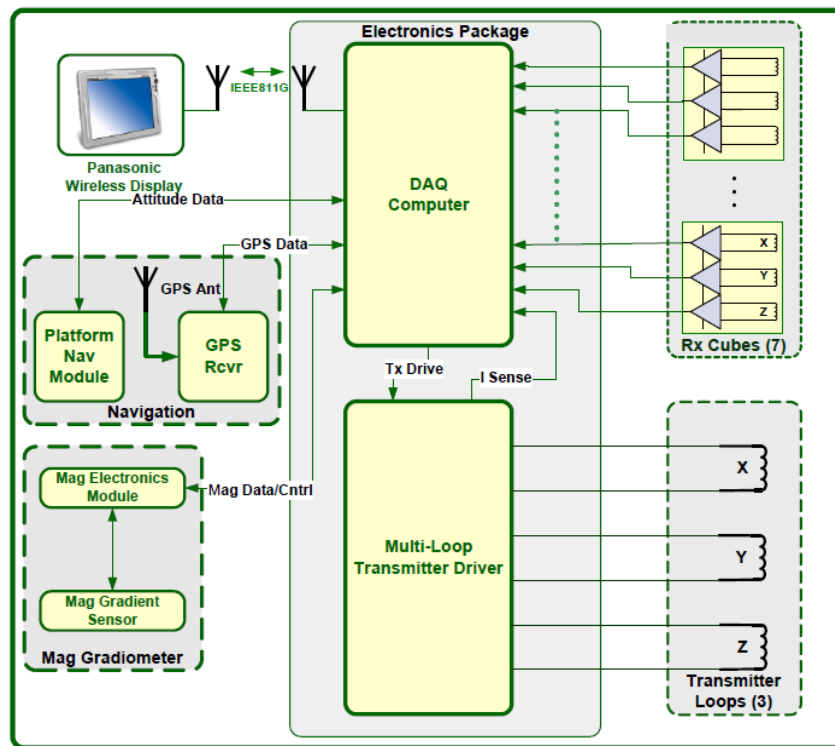 Electronics Package
IEEE811G
Panasonic
Wireless Display
DAQ
Computer
Attitude Data
GPS Data
GPS Ant
Platform
Nav
Module
GPS
Rcvr
Navigation
X
Y
Z
Rx Cubes (7)
Tx Drive
I Sense
Mag Electronics
Module
Mag Data/Cntrl
Mag Gradient
Sensor
Mag Gradiometer
Multi-Loop
Transmitter Driver
X
Y
Z
Transmitter
Loops (3)